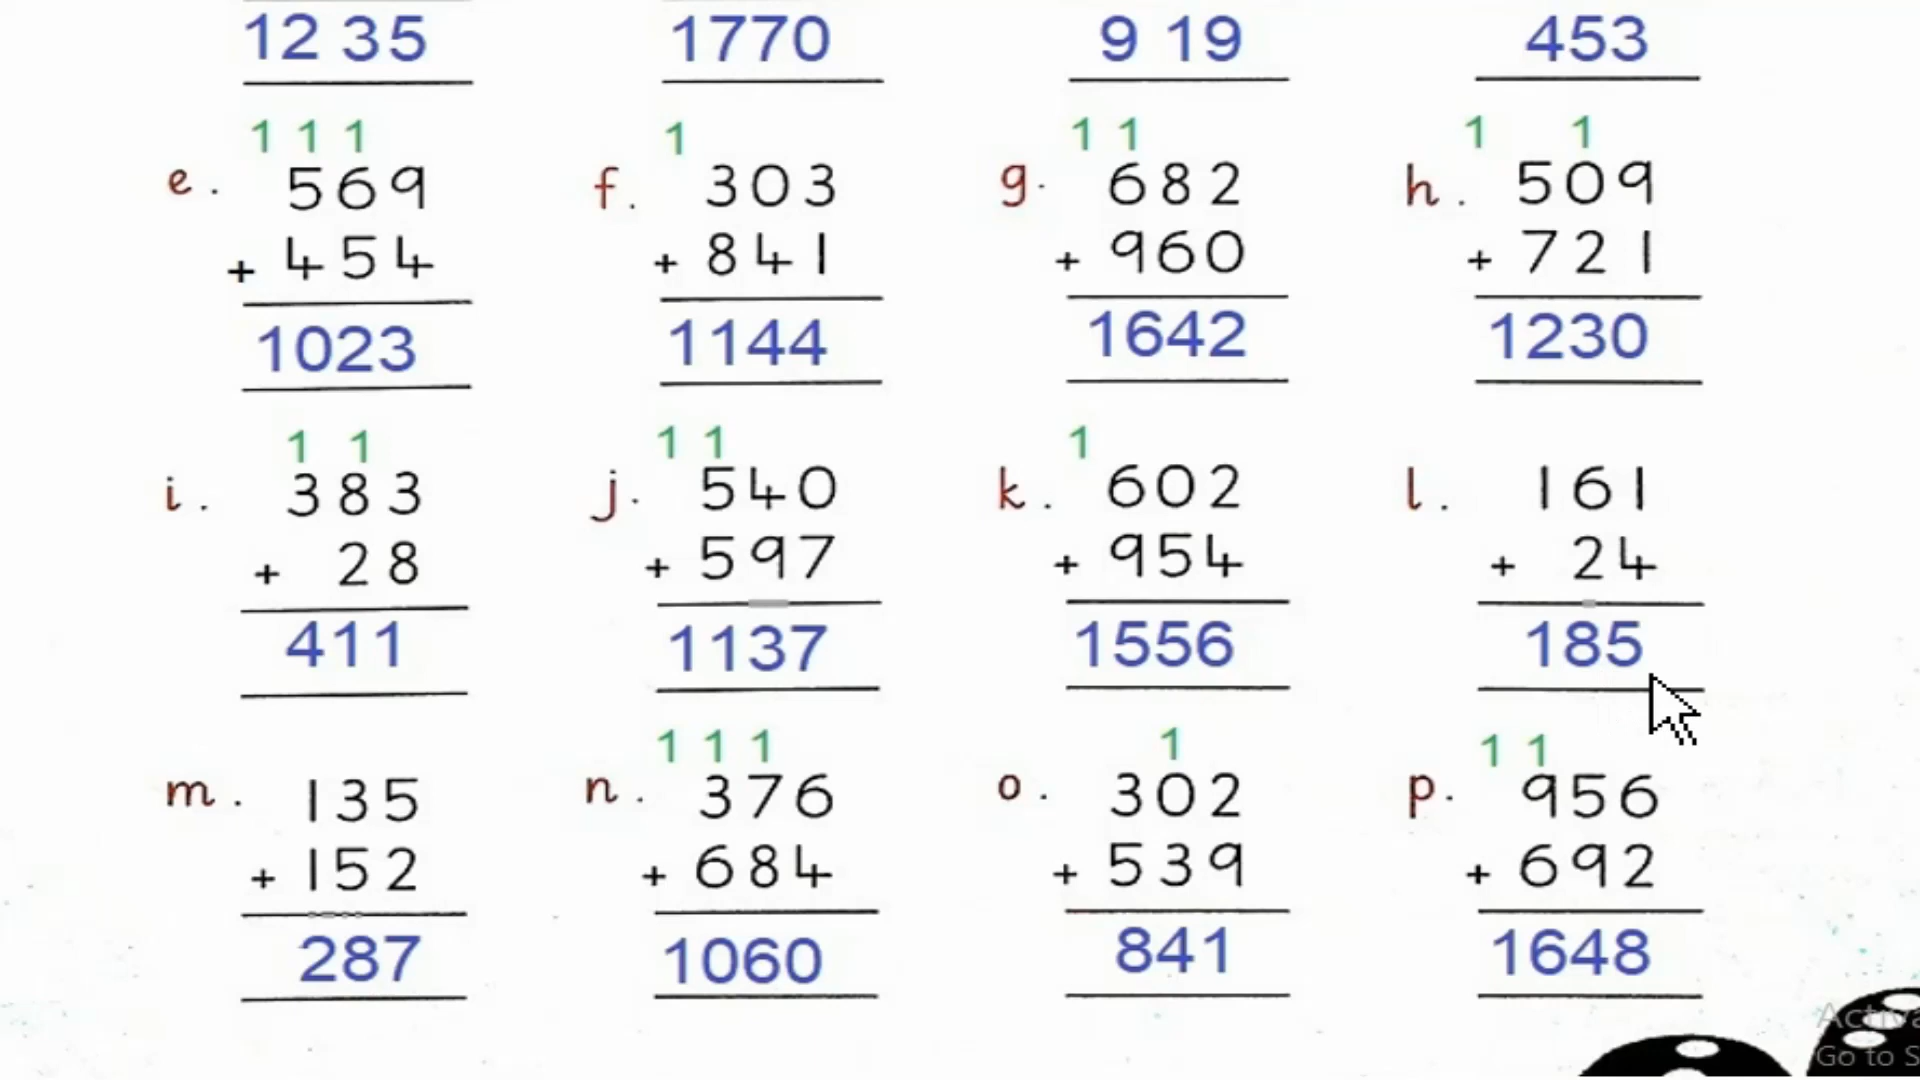 12 35 1770 9 19 453
1 1 1 1 1 1 1 1
e. 569 f. 303 g. 682 h. 509
+ 454 + 841 + 960 + 721
1023 1144 1642 1230
1 1 1 1 1
i. 383 j. 540 k. 602 l. 161
+ 28 + 597 + 954 + 24
411 1137 1556 185
1 1 1 1 1 1
m. 135 n. 376 o. 302 p. 956
+ 152 + 684 + 539 + 692
287 1060 841 1648
Activa
Go to S